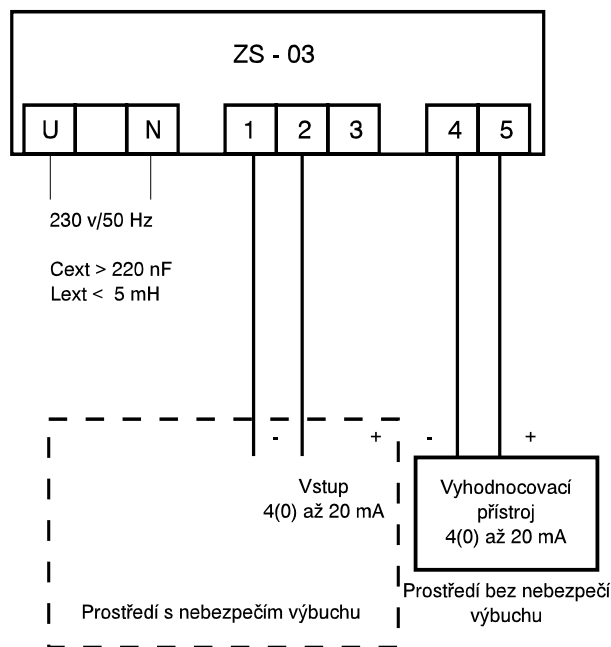 ZS - 03
U N 1 2 3 4 5
230 v/50 Hz
Cext > 220 nF
Lext < 5 mH
- + - +
Vstup
4(0) až 20 mA
Vyhodnocovací
přístroj
4(0) až 20 mA
Prostředí s nebezpečím výbuchu
Prostředí bez nebezpečí
výbuchu